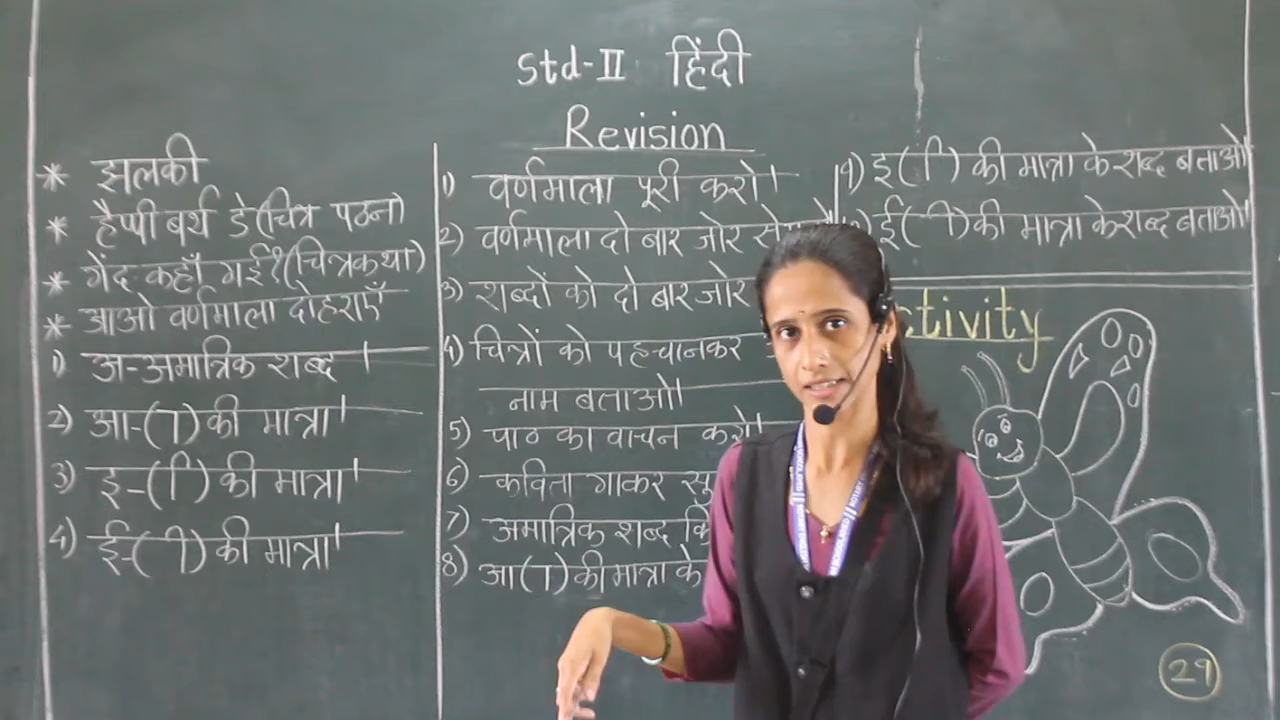 Std-II हिंदी
Revision
* झलकी
* हैप्पी बर्थ डे (चित्र पठन)
* गेंद कहाँ गई? (चित्रकथा)
* आओ वर्णमाला दोहराएँ
1) अ-अमात्रिक शब्द ।
2) आ-(ा) की मात्रा।
3) इ-(ि) की मात्रा।
4) ई-(ी) की मात्रा।
1) वर्णमाला पूरी करो।
2) वर्णमाला दो बार जोर
3) शब्दों को दो बार जोर
4) चित्रों को पहचानकर
नाम बताओ।
5) पाठ का वाचन करो।
6) कविता गाकर
7) अमात्रिक शब्द
8) आ (ा) की मात्रा के
९) इ (ि) की मात्रा के शब्द बताओ।
ई (ी) की मात्रा के शब्द बताओ।
ctivity
29